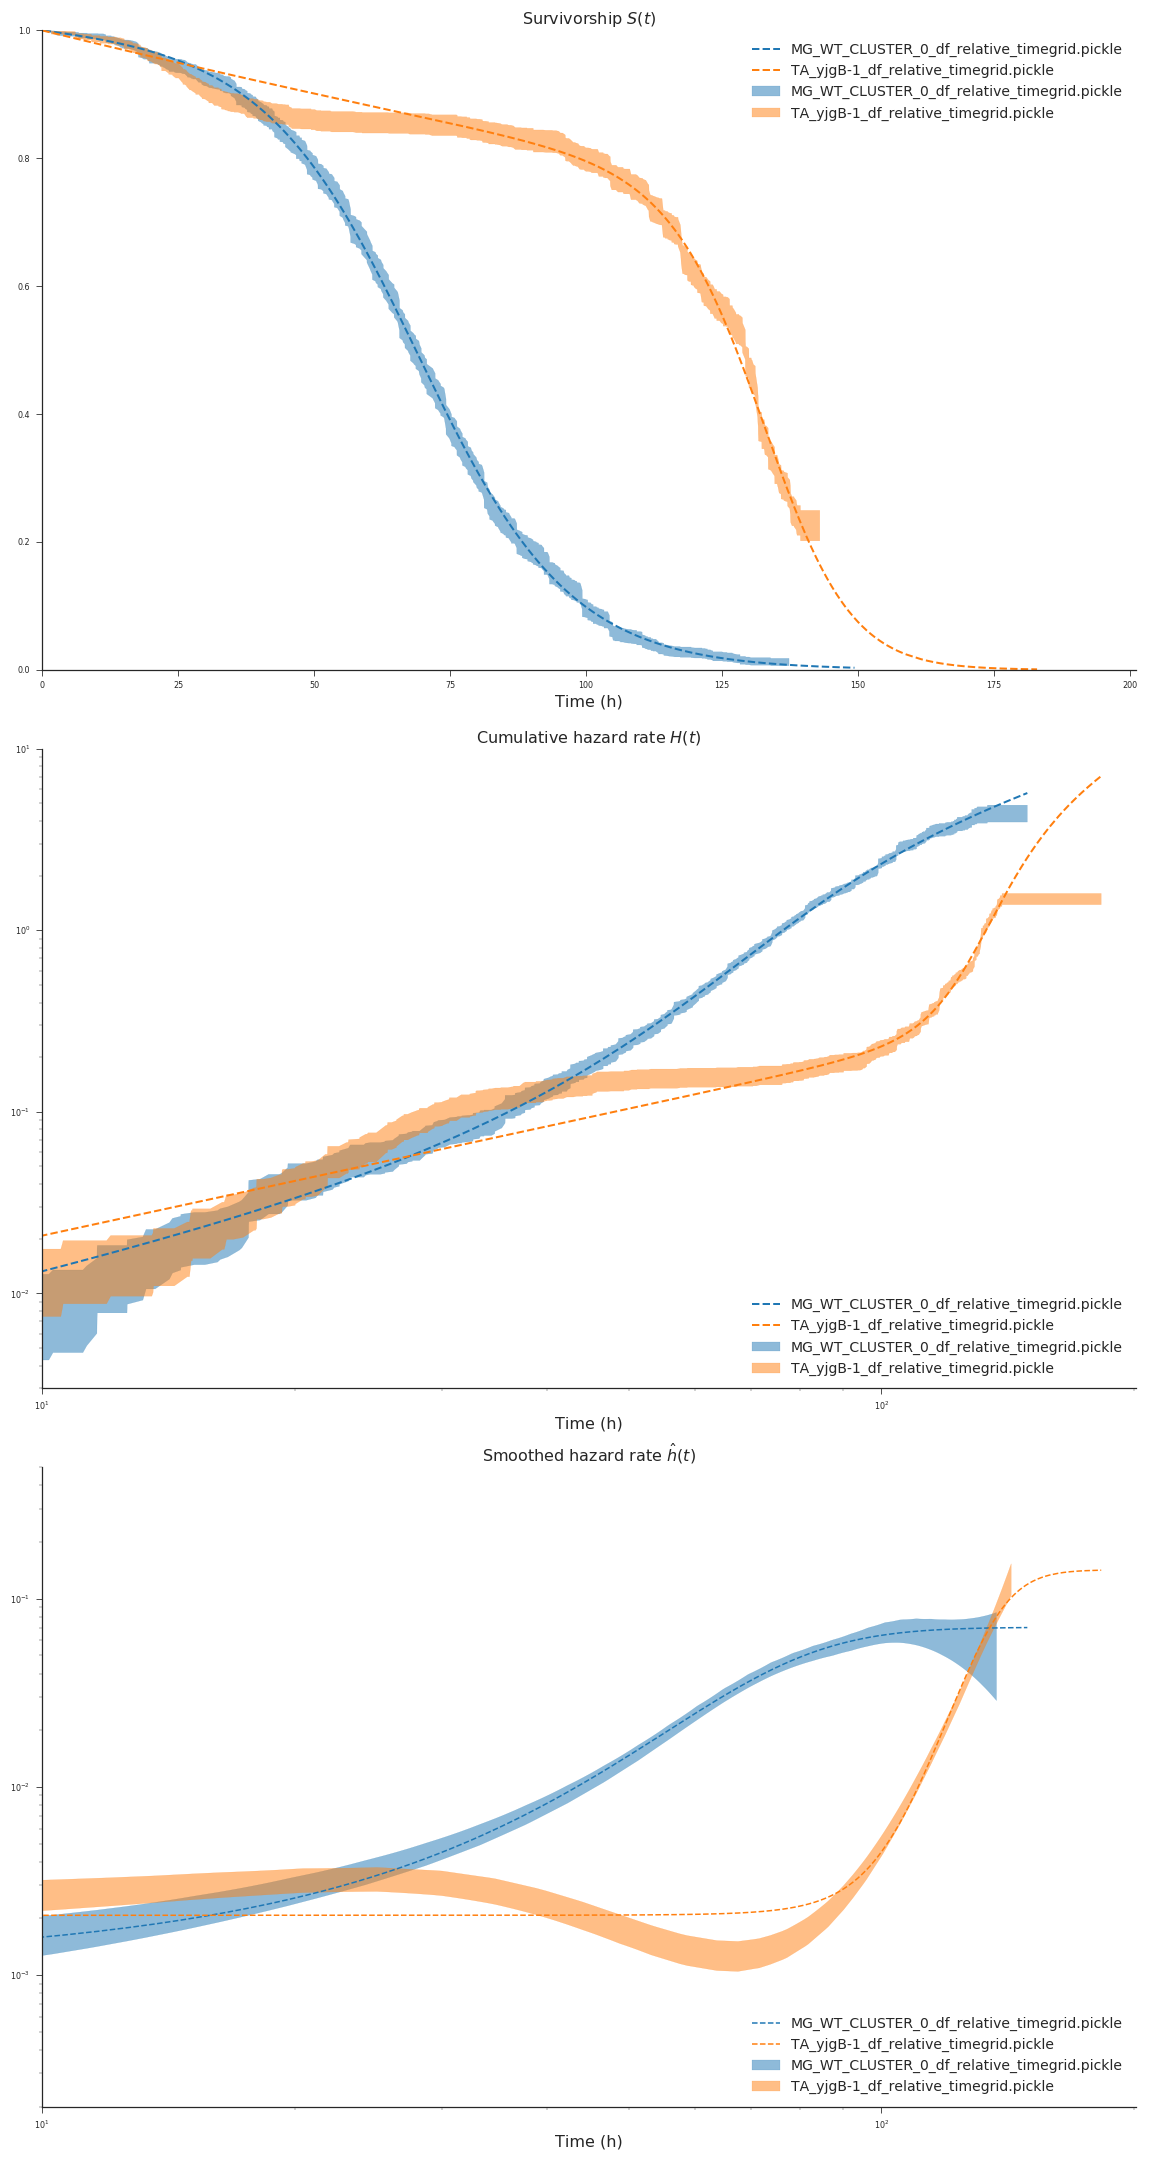 Survivorship S(t)
1.0
0.8
0.6
0.4
0.2
0.0
MG_WT_CLUSTER_0_df_relative_timegrid.pickle
TA_yjgB-1_df_relative_timegrid.pickle
MG_WT_CLUSTER_0_df_relative_timegrid.pickle
TA_yjgB-1_df_relative_timegrid.pickle
0 25 50 75 100 125 150 175 200
Time (h)
Cumulative hazard rate H(t)
10¹
10⁰
10⁻¹
10⁻²
MG_WT_CLUSTER_0_df_relative_timegrid.pickle
TA_yjgB-1_df_relative_timegrid.pickle
MG_WT_CLUSTER_0_df_relative_timegrid.pickle
TA_yjgB-1_df_relative_timegrid.pickle
10¹ 10²
Time (h)
Smoothed hazard rate ĥ(t)
10⁻¹
10⁻²
10⁻³
MG_WT_CLUSTER_0_df_relative_timegrid.pickle
TA_yjgB-1_df_relative_timegrid.pickle
MG_WT_CLUSTER_0_df_relative_timegrid.pickle
TA_yjgB-1_df_relative_timegrid.pickle
10¹ 10²
Time (h)